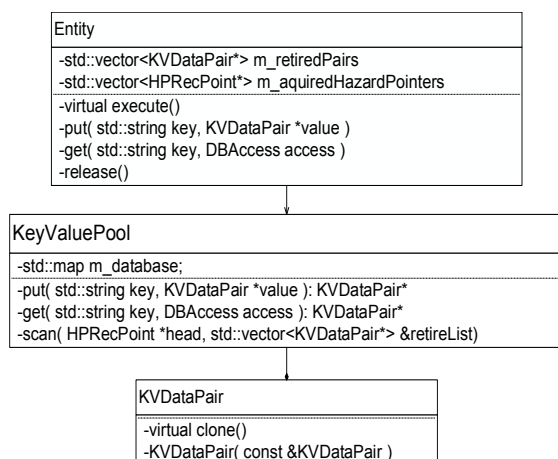 Entity
-std::vector<KVDataPair*> m_retiredPairs
-std::vector<HPRecPoint*> m_aquiredHazardPointers
-virtual execute()
-put( std::string key, KVDataPair *value )
-get( std::string key, DBAccess access )
-release()
KeyValuePool
-std::map m_database;
-put( std::string key, KVDataPair *value ): KVDataPair*
-get( std::string key, DBAccess access ): KVDataPair*
-scan( HPRecPoint *head, std::vector<KVDataPair*> &retireList)
KVDataPair
-virtual clone()
-KVDataPair( const &KVDataPair )